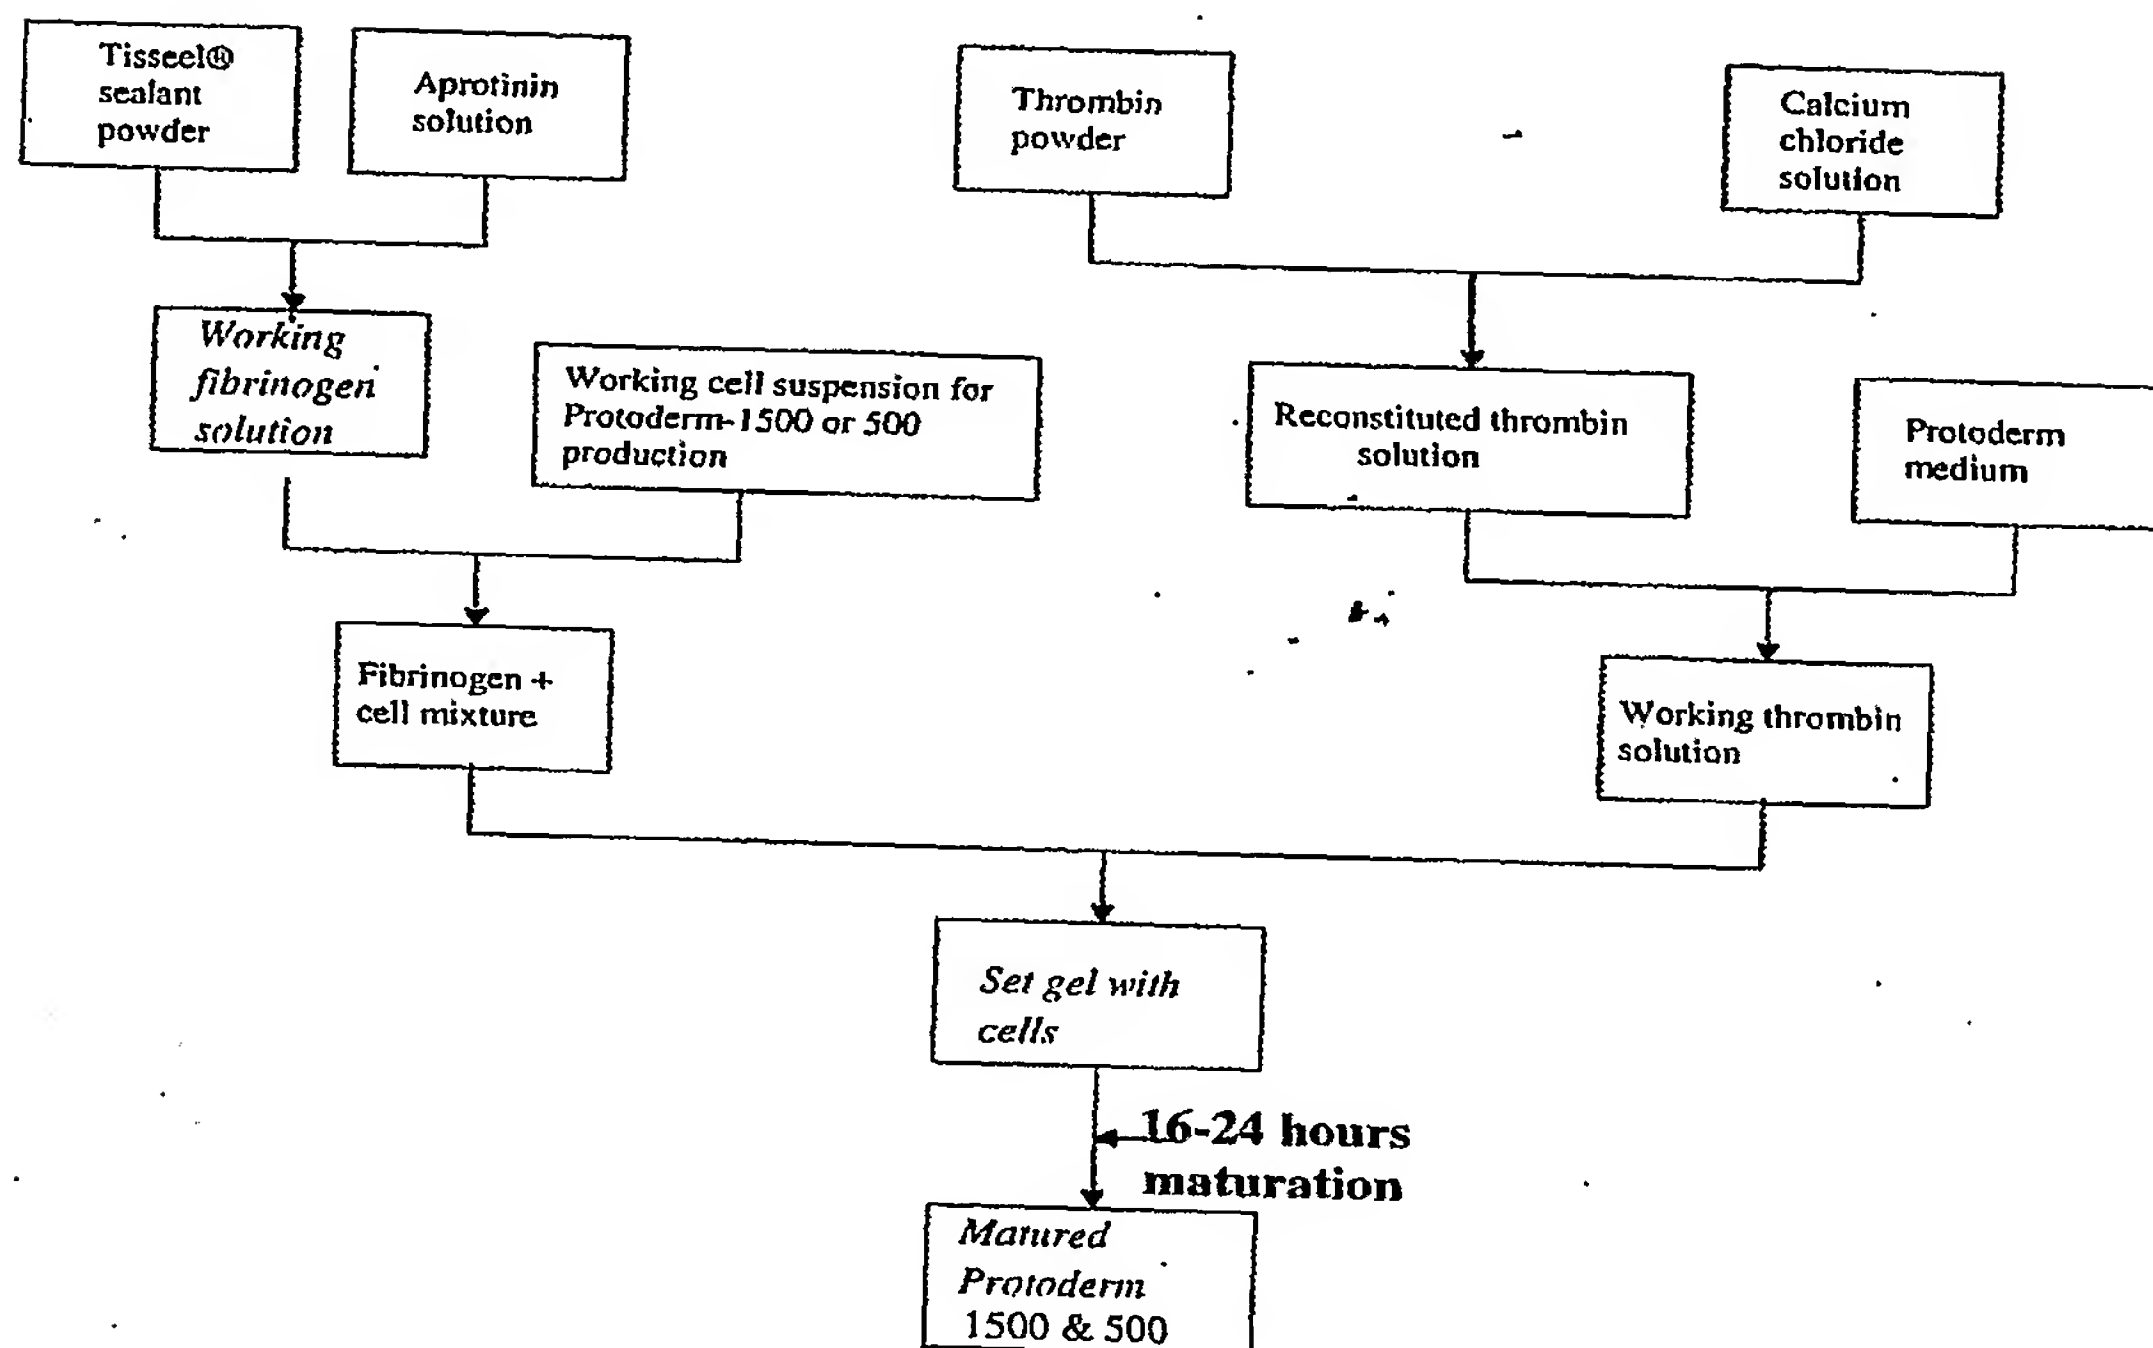 Tisseel®
sealant
powder
Aprotinin
solution
Thrombin
powder
Calcium
chloride
solution
Working
fibrinogen
solution
Working cell suspension for
Protoderm-1500 or 500
production
Reconstituted thrombin
solution
Protoderm
medium
Fibrinogen +
cell mixture
Working thrombin
solution
Set gel with
cells
16-24 hours
maturation
Matured
Protoderm
1500 & 500